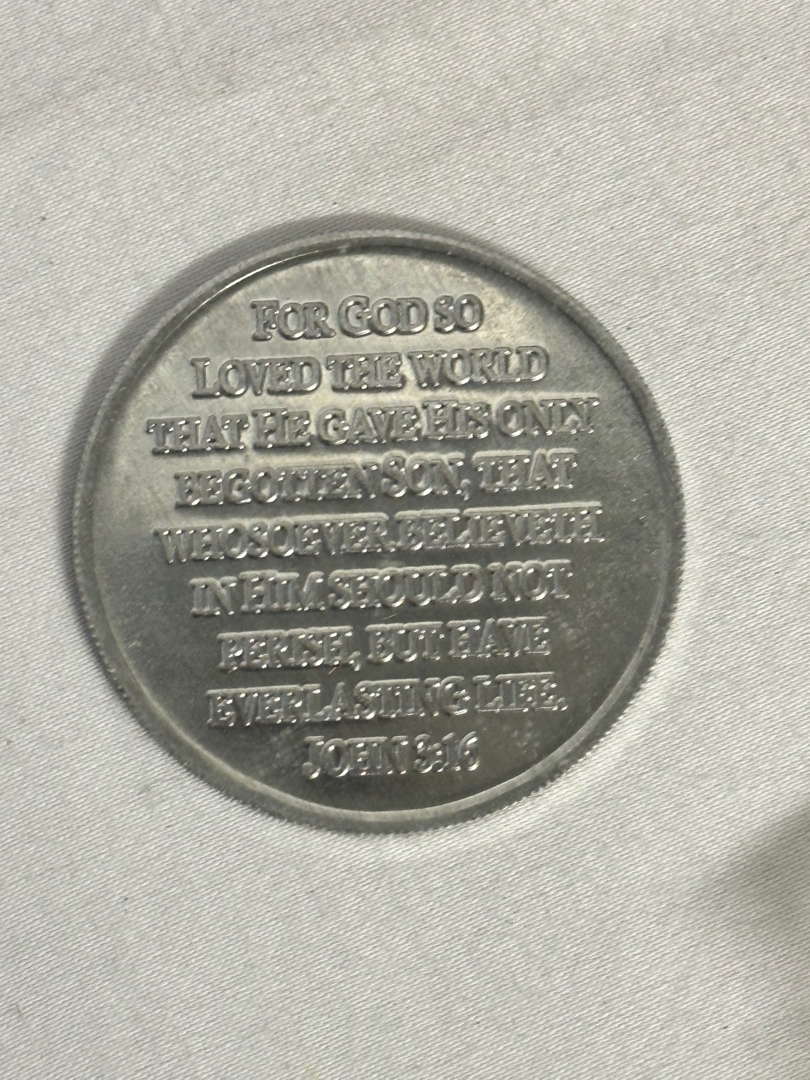 FOR GOD SO
LOVED THE WORLD
THAT HE GAVE HIS ONLY
BEGOTTEN SON, THAT
WHOSOEVER BELIEVETH
IN HIM SHOULD NOT
PERISH, BUT HAVE
EVERLASTING LIFE.
JOHN 3:16